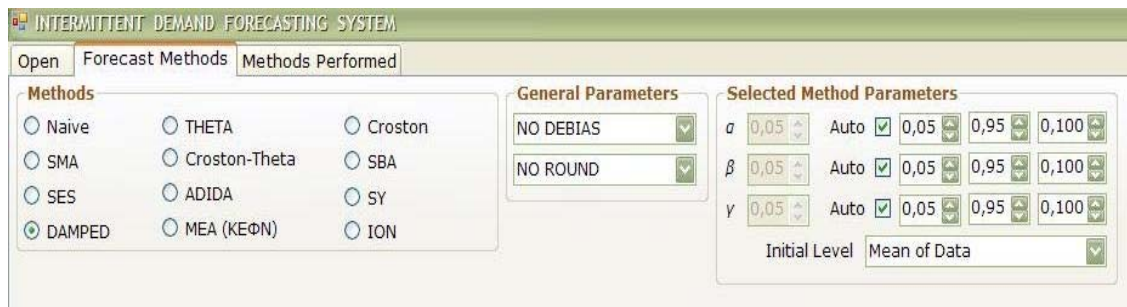 INTERMITTENT DEMAND FORECASTING SYSTEM
Open Forecast Methods Methods Performed
Methods
Naive THETA Croston
SMA Croston-Theta SBA
SES ADIDA SY
DAMPED MEA (ΚΕΦΝ) ION
General Parameters
NO DEBIAS
NO ROUND
Selected Method Parameters
α 0,05 Auto 0,05 0,95 0,100
β 0,05 Auto 0,05 0,95 0,100
γ 0,05 Auto 0,05 0,95 0,100
Initial Level Mean of Data